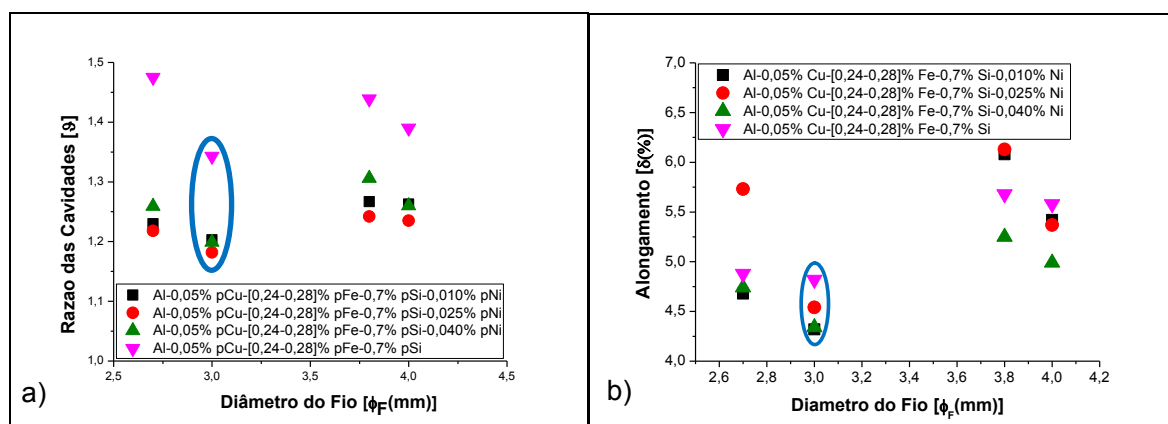 1,5
1,4
1,3
1,2
1,1
1,0
Razao das Cavidades [ϑ]
Al-0,05% pCu-[0,24-0,28]% pFe-0,7% pSi-0,010% pNi
Al-0,05% pCu-[0,24-0,28]% pFe-0,7% pSi-0,025% pNi
Al-0,05% pCu-[0,24-0,28]% pFe-0,7% pSi-0,040% pNi
Al-0,05% pCu-[0,24-0,28]% pFe-0,7% pSi
2,5 3,0 3,5 4,0 4,5
Diâmetro do Fio [ϕF(mm)]
a)
7,0
6,5
6,0
5,5
5,0
4,5
4,0
Alongamento [δ(%)]
Al-0,05% Cu-[0,24-0,28]% Fe-0,7% Si-0,010% Ni
Al-0,05% Cu-[0,24-0,28]% Fe-0,7% Si-0,025% Ni
Al-0,05% Cu-[0,24-0,28]% Fe-0,7% Si-0,040% Ni
Al-0,05% Cu-[0,24-0,28]% Fe-0,7% Si
2,6 2,8 3,0 3,2 3,4 3,6 3,8 4,0 4,2
Diametro do Fio [ϕF(mm)]
b)